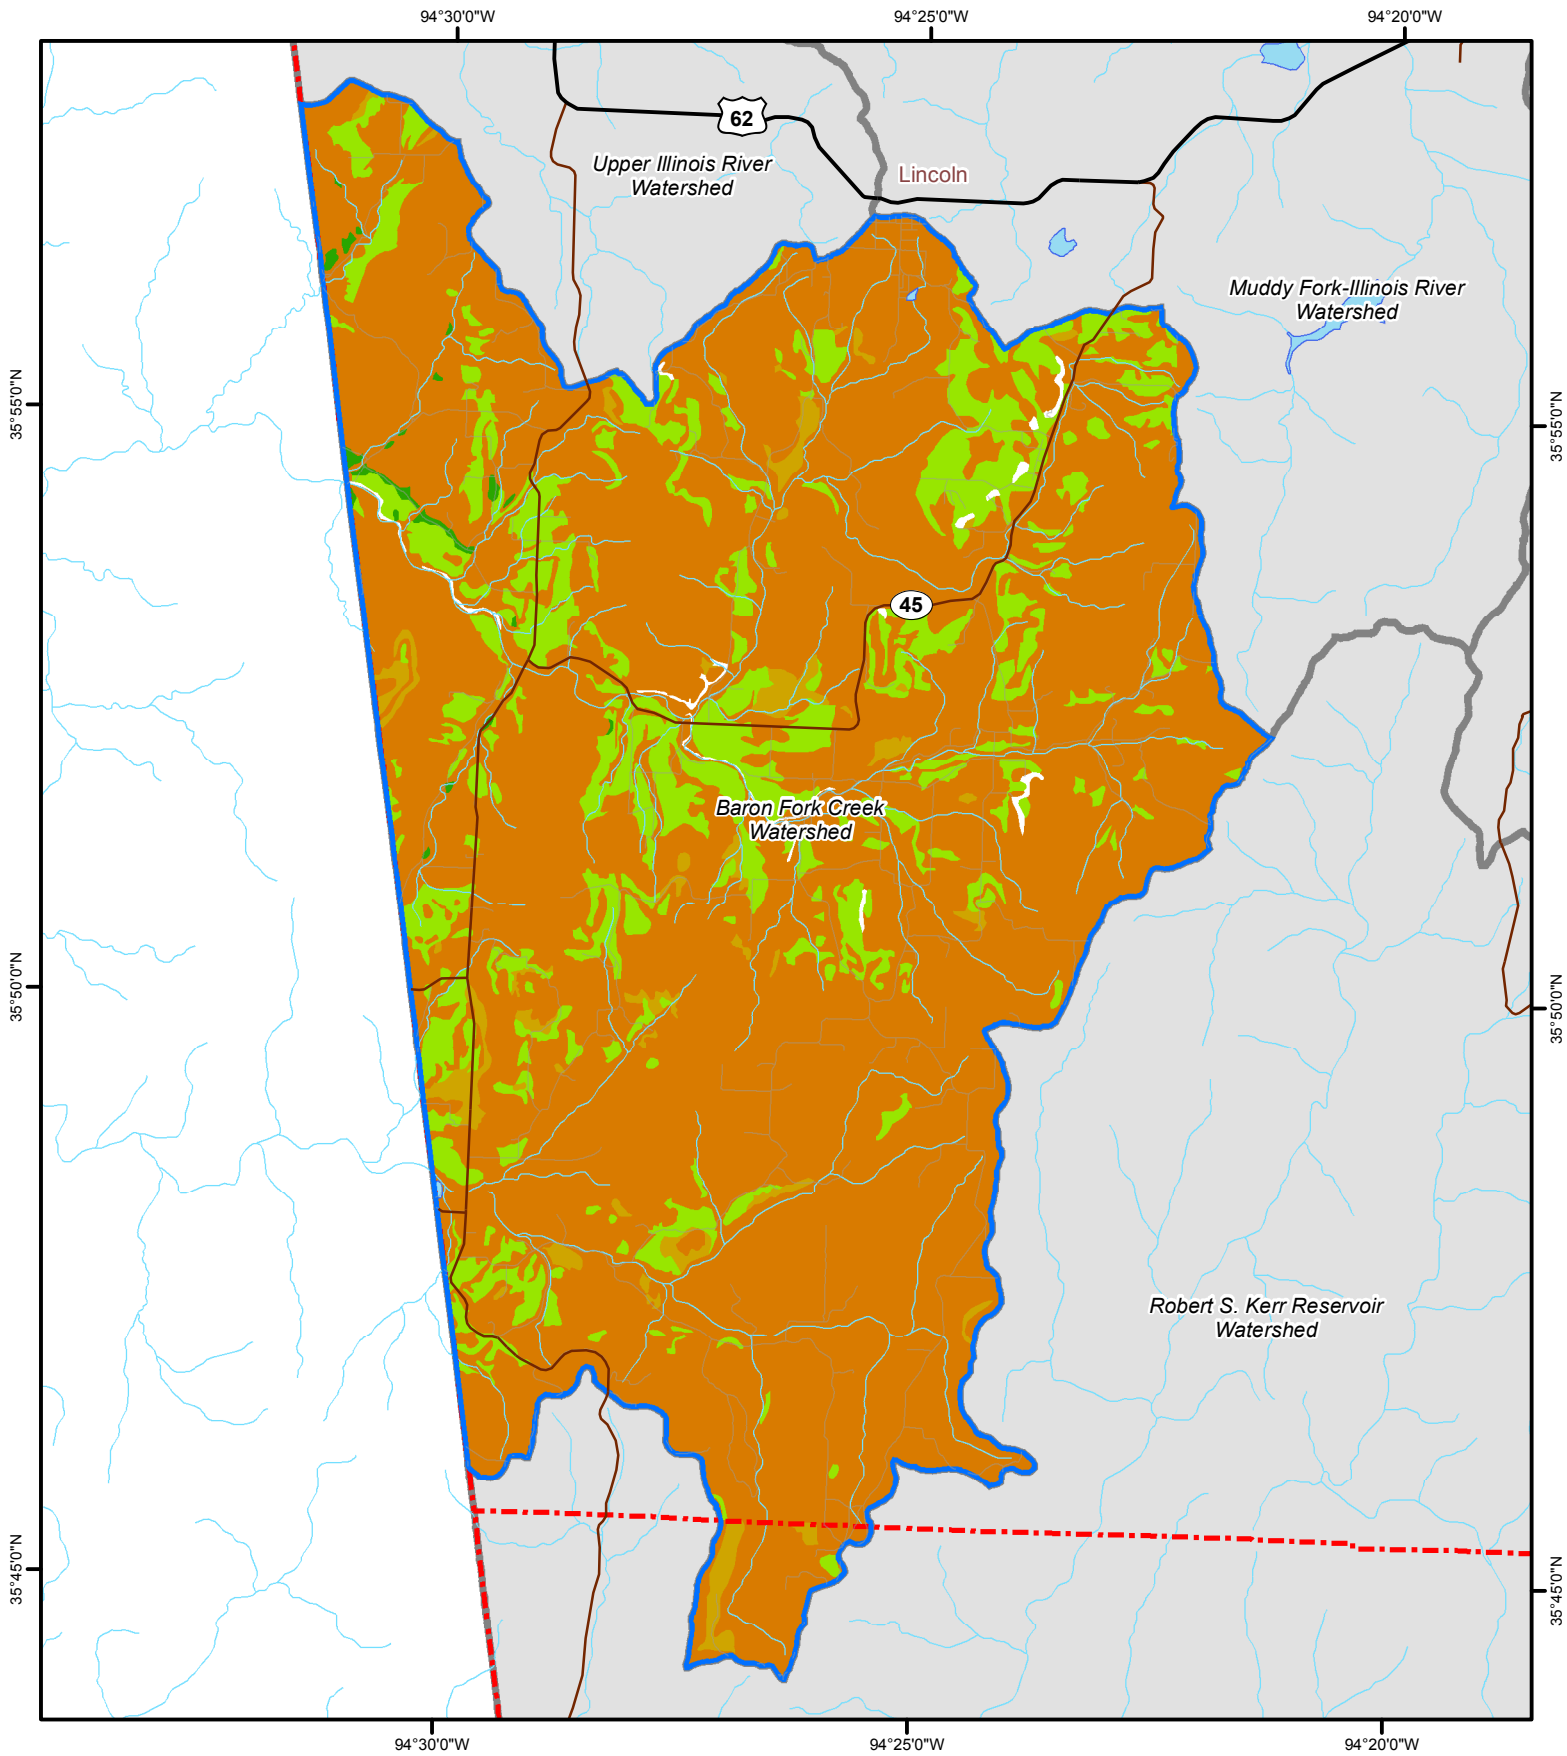 94°30'0"W
94°25'0"W
94°20'0"W
62
Upper Illinois River
Watershed
Lincoln
Muddy Fork-Illinois River
Watershed
35°55'0"N
35°55'0"N
45
Baron Fork Creek
Watershed
35°50'0"N
35°50'0"N
Robert S. Kerr Reservoir
Watershed
35°45'0"N
35°45'0"N
94°30'0"W
94°25'0"W
94°20'0"W